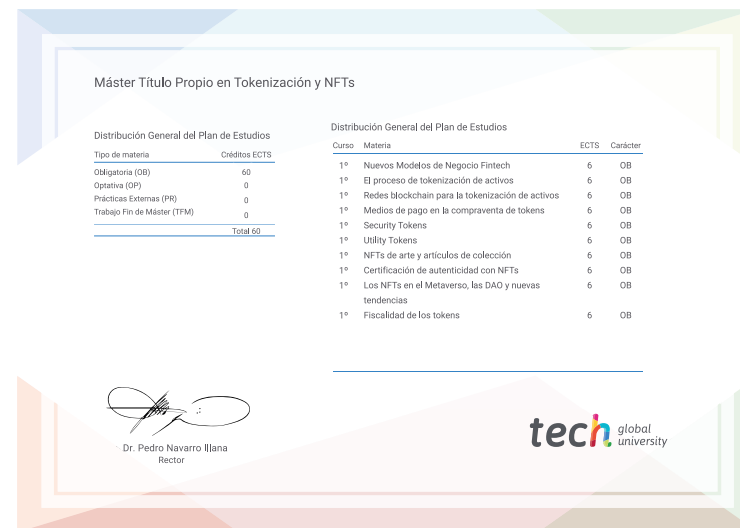 Máster Título Propio en Tokenización y NFTs
Distribución General del Plan de Estudios
Tipo de materia Créditos ECTS
Obligatoria (OB) 60
Optativa (OP) 0
Prácticas Externas (PR) 0
Trabajo Fin de Máster (TFM) 0
Total 60
Distribución General del Plan de Estudios
Curso Materia ECTS Carácter
1º Nuevos Modelos de Negocio Fintech 6 OB
1º El proceso de tokenización de activos 6 OB
1º Redes blockchain para la tokenización de activos 6 OB
1º Medios de pago en la compraventa de tokens 6 OB
1º Security Tokens 6 OB
1º Utility Tokens 6 OB
1º NFTs de arte y artículos de colección 6 OB
1º Certificación de autenticidad con NFTs 6 OB
1º Los NFTs en el Metaverso, las DAO y nuevas 6 OB
tendencias
1º Fiscalidad de los tokens 6 OB
Dr. Pedro Navarro Illana
Rector
tech global
university